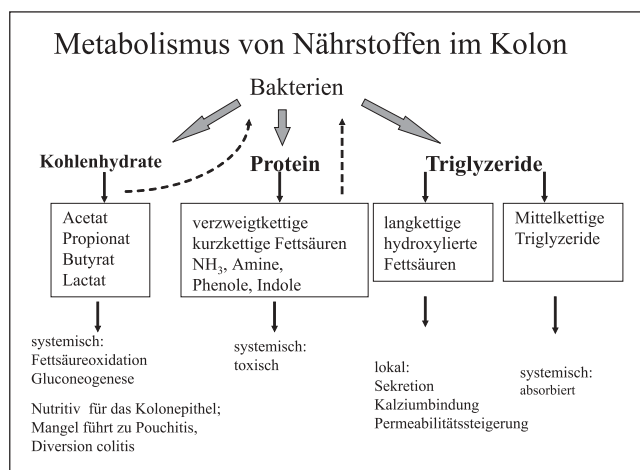 Metabolismus von Nährstoffen im Kolon
Bakterien
Kohlenhydrate
Protein
Triglyzeride
Acetat
Propionat
Butyrat
Lactat
verzweigtkettige
kurzkettige Fettsäuren
NH₃, Amine,
Phenole, Indole
langkettige
hydroxylierte
Fettsäuren
Mittelkettige
Triglyzeride
systemisch:
Fettsäureoxidation
Gluconeogenese
Nutritiv für das Kolonepithel;
Mangel führt zu Pouchitis,
Diversion colitis
systemisch:
toxisch
lokal:
Sekretion
Kalziumbindung
Permeabilitätssteigerung
systemisch:
absorbiert